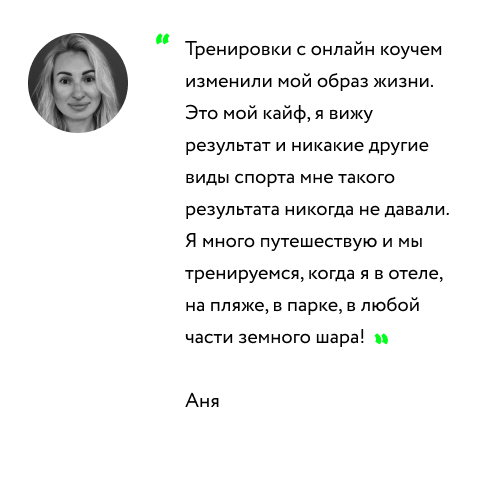 “ Тренировки с онлайн коучем
изменили мой образ жизни.
Это мой кайф, я вижу
результат и никакие другие
виды спорта мне такого
результата никогда не давали.
Я много путешествую и мы
тренируемся, когда я в отеле,
на пляже, в парке, в любой
части земного шара! ”
Аня